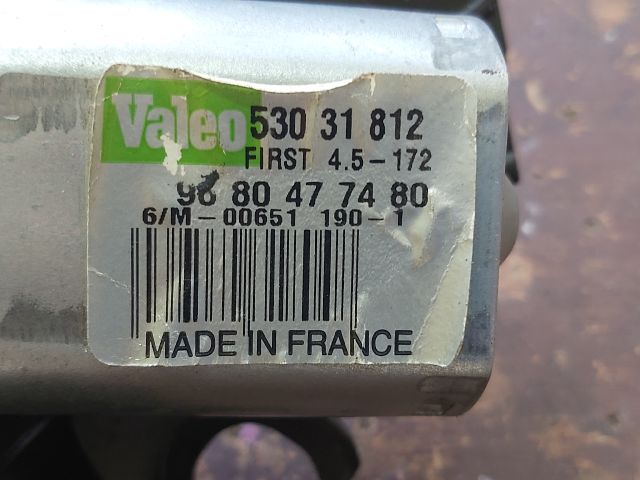 Valeo 530 31 812
FIRST 4.5-172
96 80 47 74 80
6/M-00651 190-1
MADE IN FRANCE